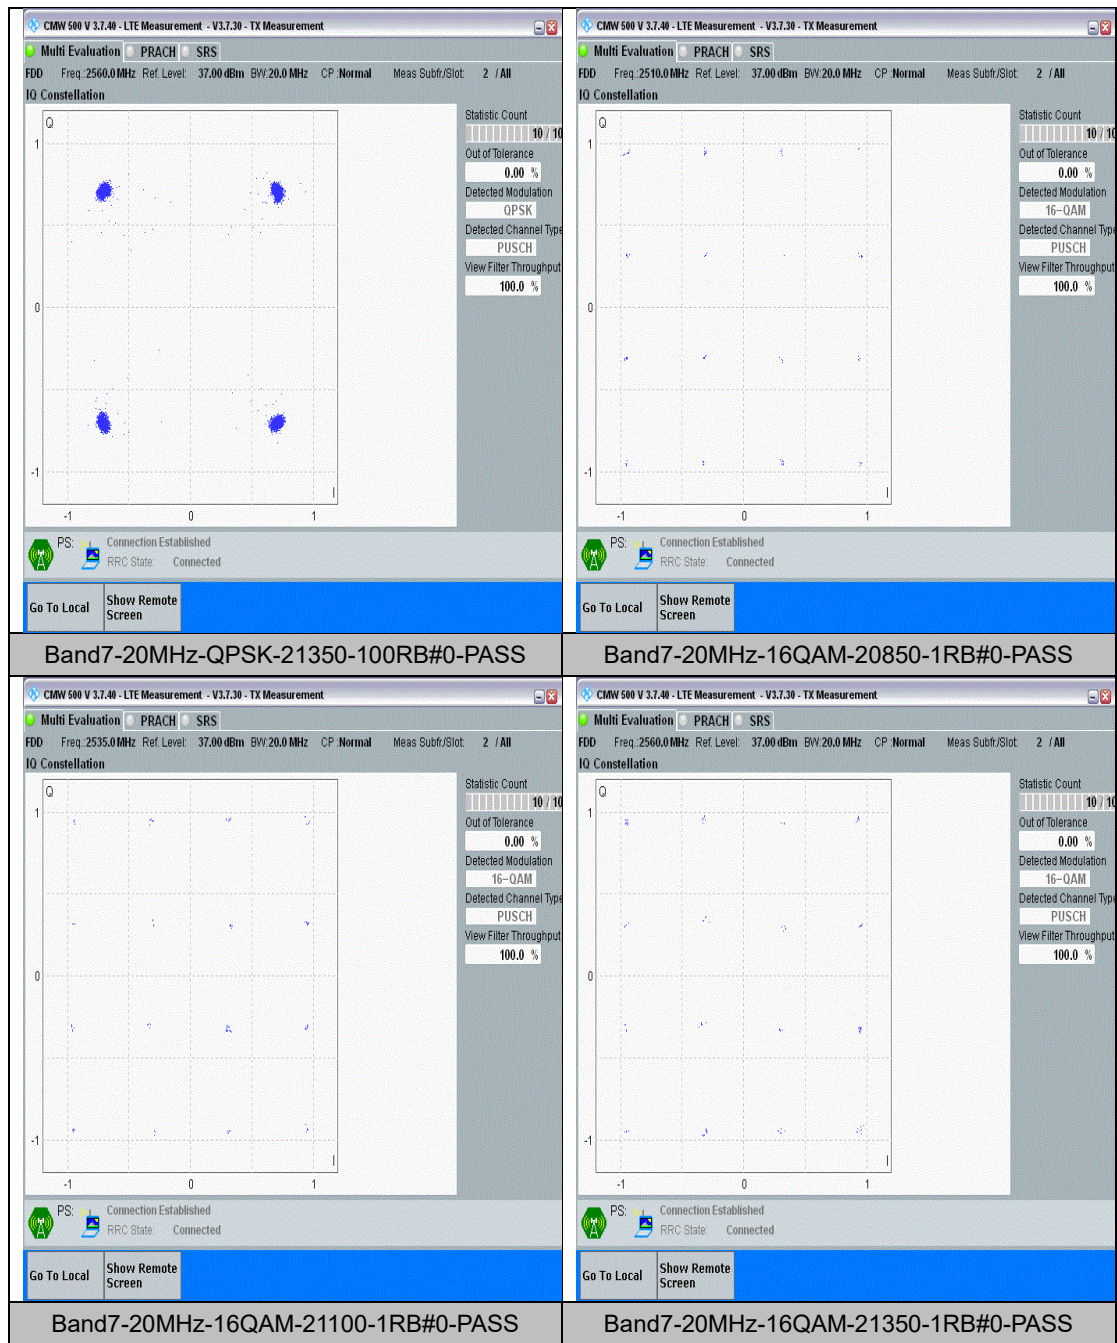 CMW 500 V 3.7.40 - LTE Measurement - V3.7.30 - TX Measurement
Multi Evaluation PRACH SRS
FDD Freq.:2560.0 MHz Ref. Level: 37.00 dBm BW:20.0 MHz CP :Normal Meas Subfr./Slot: 2 / All
IQ Constellation
Q
1
0
-1
-1 0 1
I
Statistic Count
10 / 10
Out of Tolerance
0.00 %
Detected Modulation
QPSK
Detected Channel Type
PUSCH
View Filter Throughput
100.0 %
PS: Connection Established
RRC State: Connected
Go To Local
Show Remote
Screen
Band7-20MHz-QPSK-21350-100RB#0-PASS
CMW 500 V 3.7.40 - LTE Measurement - V3.7.30 - TX Measurement
Multi Evaluation PRACH SRS
FDD Freq.:2510.0 MHz Ref. Level: 37.00 dBm BW:20.0 MHz CP :Normal Meas Subfr./Slot: 2 / All
IQ Constellation
Q
1
0
-1
-1 0 1
I
Statistic Count
10 / 10
Out of Tolerance
0.00 %
Detected Modulation
16-QAM
Detected Channel Type
PUSCH
View Filter Throughput
100.0 %
PS: Connection Established
RRC State: Connected
Go To Local
Show Remote
Screen
Band7-20MHz-16QAM-20850-1RB#0-PASS
CMW 500 V 3.7.40 - LTE Measurement - V3.7.30 - TX Measurement
Multi Evaluation PRACH SRS
FDD Freq.:2535.0 MHz Ref. Level: 37.00 dBm BW:20.0 MHz CP :Normal Meas Subfr./Slot: 2 / All
IQ Constellation
Q
1
0
-1
-1 0 1
I
Statistic Count
10 / 10
Out of Tolerance
0.00 %
Detected Modulation
16-QAM
Detected Channel Type
PUSCH
View Filter Throughput
100.0 %
PS: Connection Established
RRC State: Connected
Go To Local
Show Remote
Screen
Band7-20MHz-16QAM-21100-1RB#0-PASS
CMW 500 V 3.7.40 - LTE Measurement - V3.7.30 - TX Measurement
Multi Evaluation PRACH SRS
FDD Freq.:2560.0 MHz Ref. Level: 37.00 dBm BW:20.0 MHz CP :Normal Meas Subfr./Slot: 2 / All
IQ Constellation
Q
1
0
-1
-1 0 1
I
Statistic Count
10 / 10
Out of Tolerance
0.00 %
Detected Modulation
16-QAM
Detected Channel Type
PUSCH
View Filter Throughput
100.0 %
PS: Connection Established
RRC State: Connected
Go To Local
Show Remote
Screen
Band7-20MHz-16QAM-21350-1RB#0-PASS